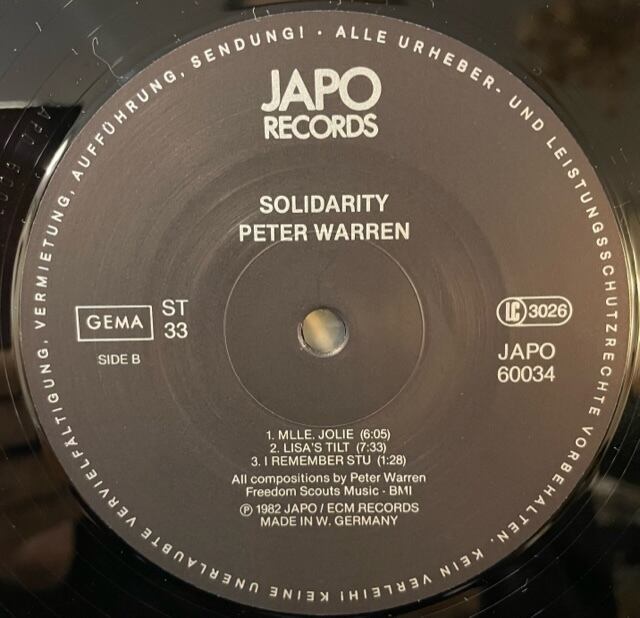 ALLE URHEBER- UND LEISTUNGSSCHUTZRECHTE VORBEHALTEN. KEIN VERLEIH! KEINE UNERLAUBTE VERVIELFÄLTIGUNG, VERMIETUNG, AUFFÜHRUNG, SENDUNG! ·
JAPO
RECORDS
SOLIDARITY
PETER WARREN
GEMA
ST
33
SIDE B
LC 3026
JAPO
60034
1. MLLE. JOLIE (6:05)
2. LISA'S TILT (7:33)
3. I REMEMBER STU (1:28)
All compositions by Peter Warren
Freedom Scouts Music - BMI
℗ 1982 JAPO / ECM RECORDS
MADE IN W. GERMANY